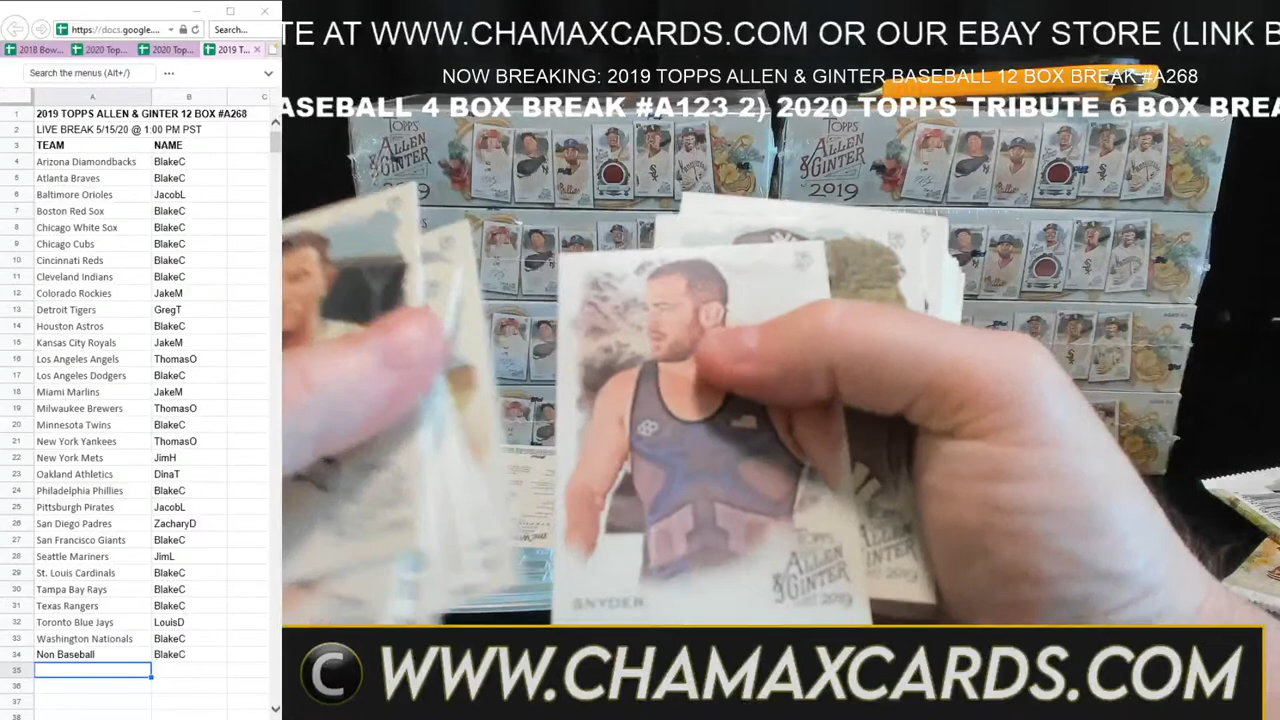 https://docs.google....
Search...
2018 Bow...
2020 Top...
2020 Top...
2019 T...
Search the menus (Alt+/)
A B C
1 2019 TOPPS ALLEN & GINTER 12 BOX #A268
2 LIVE BREAK 5/15/20 @ 1:00 PM PST
3 TEAM NAME
4 Arizona Diamondbacks BlakeC
5 Atlanta Braves BlakeC
6 Baltimore Orioles JacobL
7 Boston Red Sox BlakeC
8 Chicago White Sox BlakeC
9 Chicago Cubs BlakeC
10 Cincinnati Reds BlakeC
11 Cleveland Indians BlakeC
12 Colorado Rockies JakeM
13 Detroit Tigers GregT
14 Houston Astros BlakeC
15 Kansas City Royals JakeM
16 Los Angeles Angels ThomasO
17 Los Angeles Dodgers BlakeC
18 Miami Marlins JakeM
19 Milwaukee Brewers ThomasO
20 Minnesota Twins BlakeC
21 New York Yankees ThomasO
22 New York Mets JimH
23 Oakland Athletics DinaT
24 Philadelphia Phillies BlakeC
25 Pittsburgh Pirates JacobL
26 San Diego Padres ZacharyD
27 San Francisco Giants BlakeC
28 Seattle Mariners JimL
29 St. Louis Cardinals BlakeC
30 Tampa Bay Rays BlakeC
31 Texas Rangers BlakeC
32 Toronto Blue Jays LouisD
33 Washington Nationals BlakeC
34 Non Baseball BlakeC
35
36
37
38
TE AT WWW.CHAMAXCARDS.COM OR OUR EBAY STORE (LINK B
NOW BREAKING: 2019 TOPPS ALLEN & GINTER BASEBALL 12 BOX BREAK #A268
ASEBALL 4 BOX BREAK #A123 2) 2020 TOPPS TRIBUTE 6 BOX BREA
TOPPS
ALLEN
& GINTER
2019
TOPPS
ALLEN
& GINTER
2019
ALLEN
& GINTER
2019
SNYDER
C WWW.CHAMAXCARDS.COM